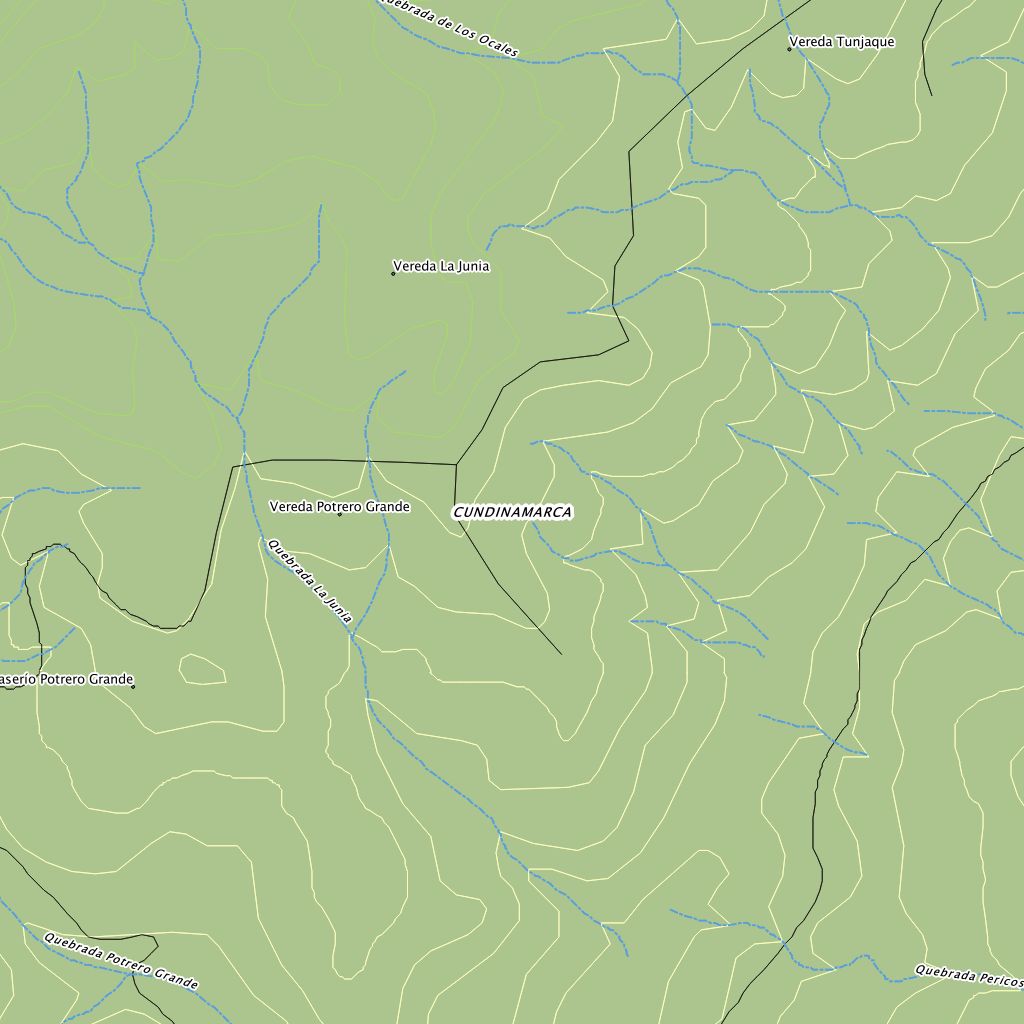 Quebrada de Los Ocales
Vereda Tunjaque
Vereda La Junia
Vereda Potrero Grande
CUNDINAMARCA
Quebrada La Junia
aserío Potrero Grande
Quebrada Potrero Grande
Quebrada Pericos